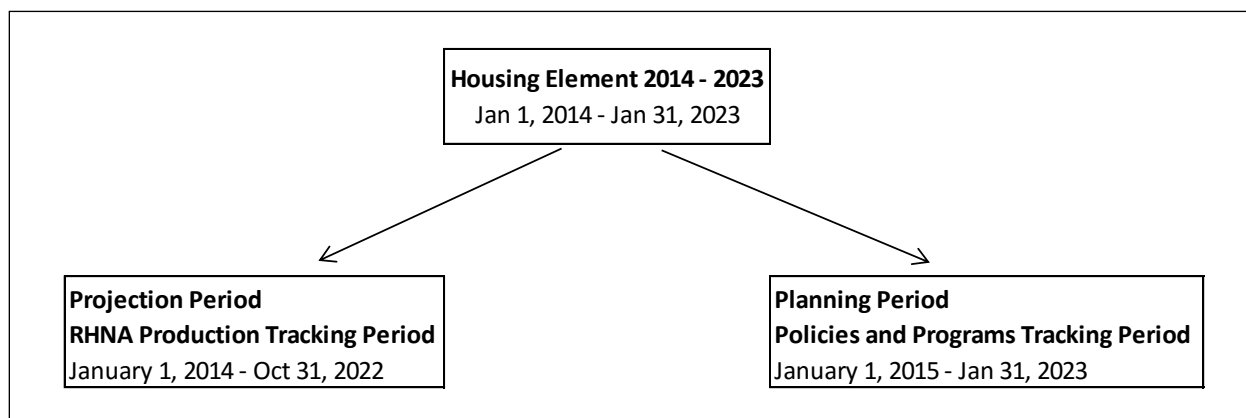 Housing Element 2014 - 2023
Jan 1, 2014 - Jan 31, 2023
Projection Period
RHNA Production Tracking Period
January 1, 2014 - Oct 31, 2022
Planning Period
Policies and Programs Tracking Period
January 1, 2015 - Jan 31, 2023